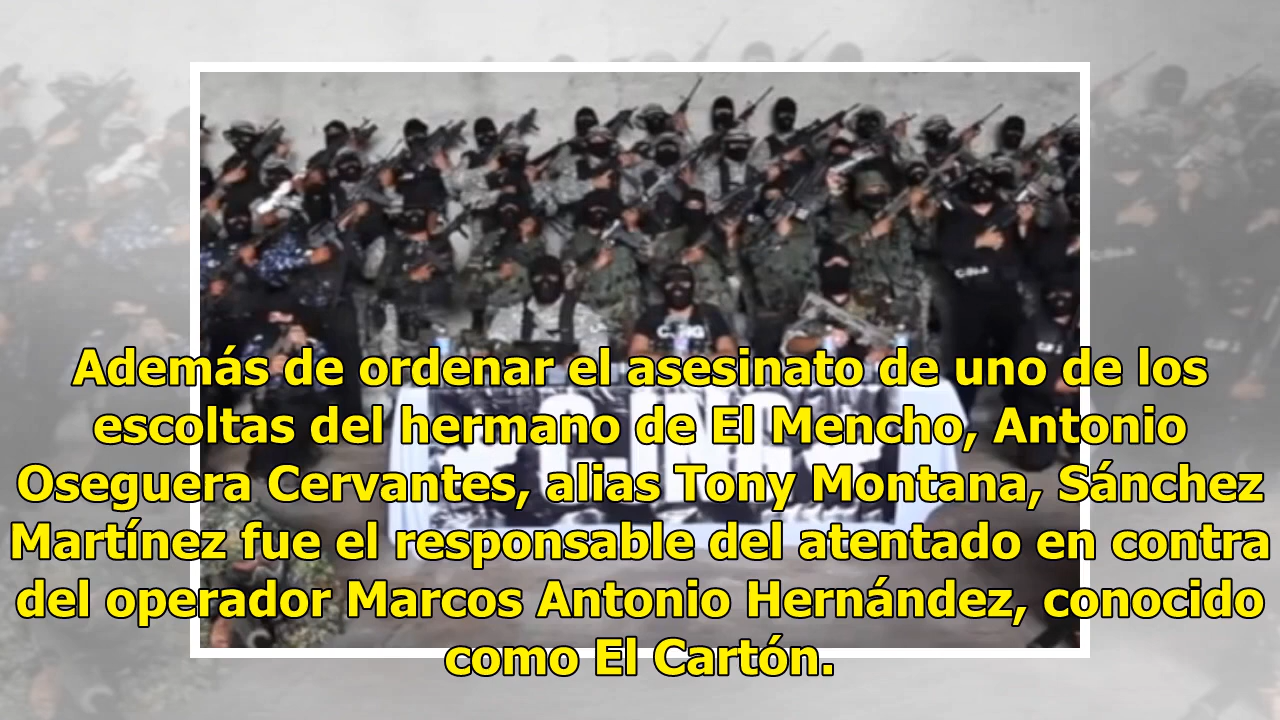 Además de ordenar el asesinato de uno de los
escoltas del hermano de El Mencho, Antonio
Oseguera Cervantes, alias Tony Montana, Sánchez
Martínez fue el responsable del atentado en contra
del operador Marcos Antonio Hernández, conocido
como El Cartón.